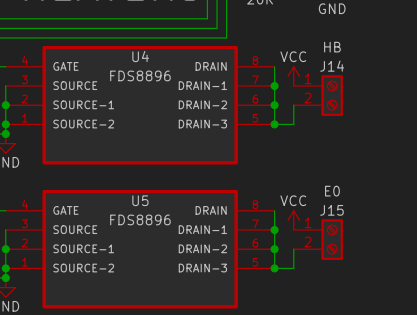 20K
GND
U4
FDS8896
4 GATE DRAIN 8
3 SOURCE DRAIN-1 7
2 SOURCE-1 DRAIN-2 6
1 SOURCE-2 DRAIN-3 5
VCC
HB
J14
1
2
ND
U5
FDS8896
4 GATE DRAIN 8
3 SOURCE DRAIN-1 7
2 SOURCE-1 DRAIN-2 6
1 SOURCE-2 DRAIN-3 5
VCC
E0
J15
1
2
ND